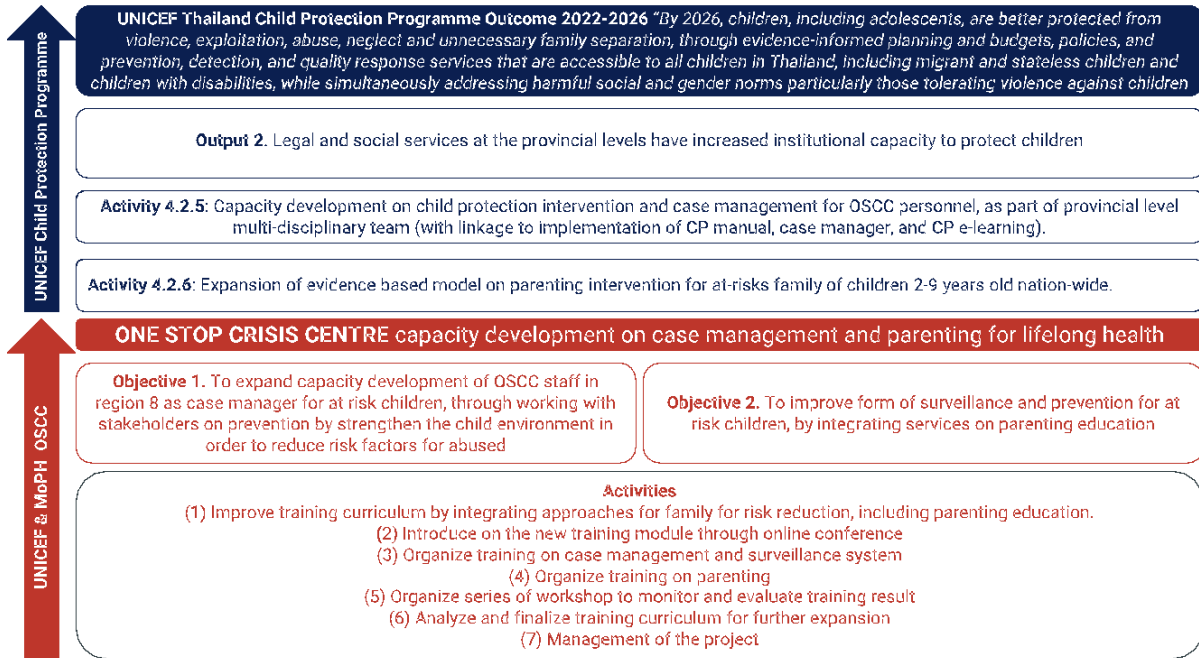 UNICEF Child Protection Programme
UNICEF Thailand Child Protection Programme Outcome 2022-2026 “By 2026, children, including adolescents, are better protected from
violence, exploitation, abuse, neglect and unnecessary family separation, through evidence-informed planning and budgets, policies, and
prevention, detection, and quality response services that are accessible to all children in Thailand, including migrant and stateless children and
children with disabilities, while simultaneously addressing harmful social and gender norms particularly those tolerating violence against children
Output 2. Legal and social services at the provincial levels have increased institutional capacity to protect children
Activity 4.2.5: Capacity development on child protection intervention and case management for OSCC personnel, as part of provincial level
multi-disciplinary team (with linkage to implementation of CP manual, case manager, and CP e-learning).
Activity 4.2.6: Expansion of evidence based model on parenting intervention for at-risks family of children 2-9 years old nation-wide.
UNICEF & MoPH OSCC
ONE STOP CRISIS CENTRE capacity development on case management and parenting for lifelong health
Objective 1. To expand capacity development of OSCC staff in
region 8 as case manager for at risk children, through working with
stakeholders on prevention by strengthen the child environment in
order to reduce risk factors for abused
Objective 2. To improve form of surveillance and prevention for at
risk children, by integrating services on parenting education
Activities
(1) Improve training curriculum by integrating approaches for family for risk reduction, including parenting education.
(2) Introduce on the new training module through online conference
(3) Organize training on case management and surveillance system
(4) Organize training on parenting
(5) Organize series of workshop to monitor and evaluate training result
(6) Analyze and finalize training curriculum for further expansion
(7) Management of the project